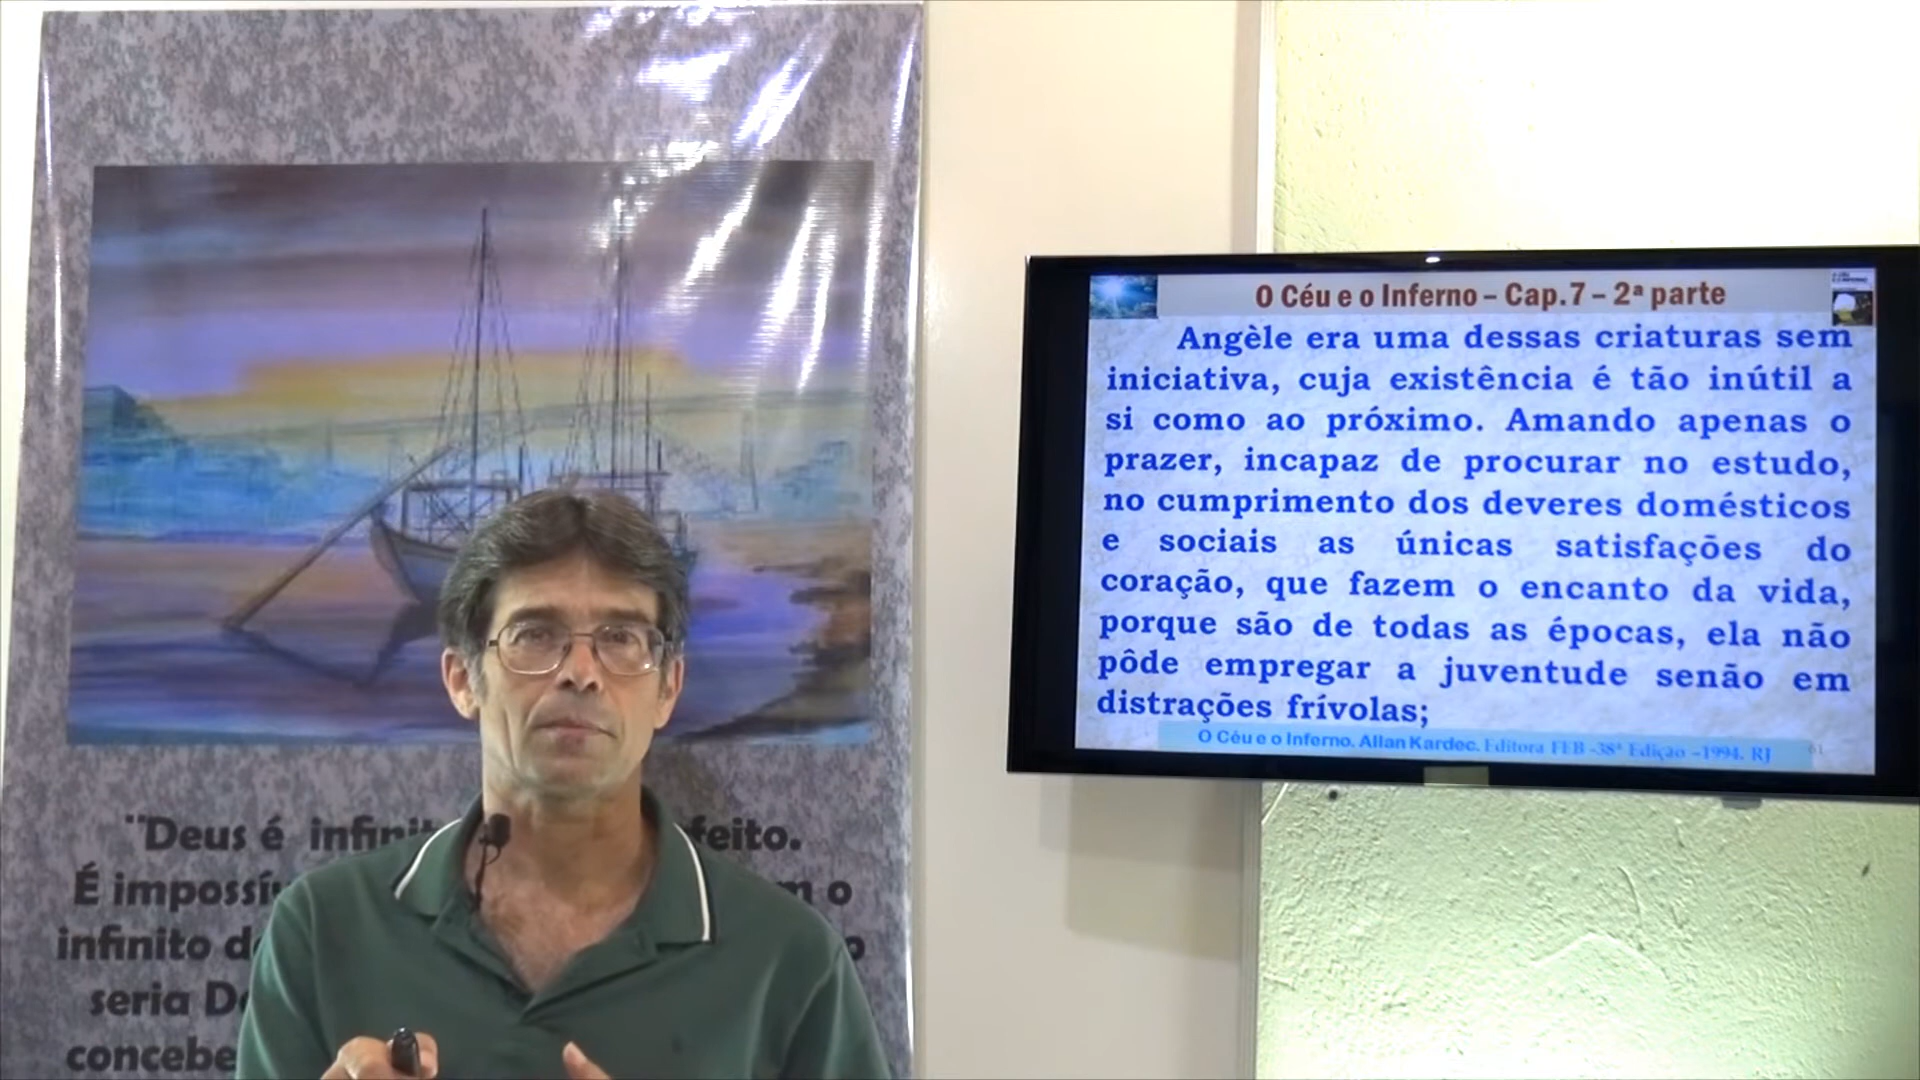 ¨Deus é infinit feito.
É impossív m o
infinito d o
seria D
concebe
O Céu e o Inferno – Cap.7 – 2ª parte
Angèle era uma dessas criaturas sem
iniciativa, cuja existência é tão inútil a
si como ao próximo. Amando apenas o
prazer, incapaz de procurar no estudo,
no cumprimento dos deveres domésticos
e sociais as únicas satisfações do
coração, que fazem o encanto da vida,
porque são de todas as épocas, ela não
pôde empregar a juventude senão em
distrações frívolas;
O Céu e o Inferno. Allan Kardec. Editora FEB -38ª Edição -1994. RJ
61